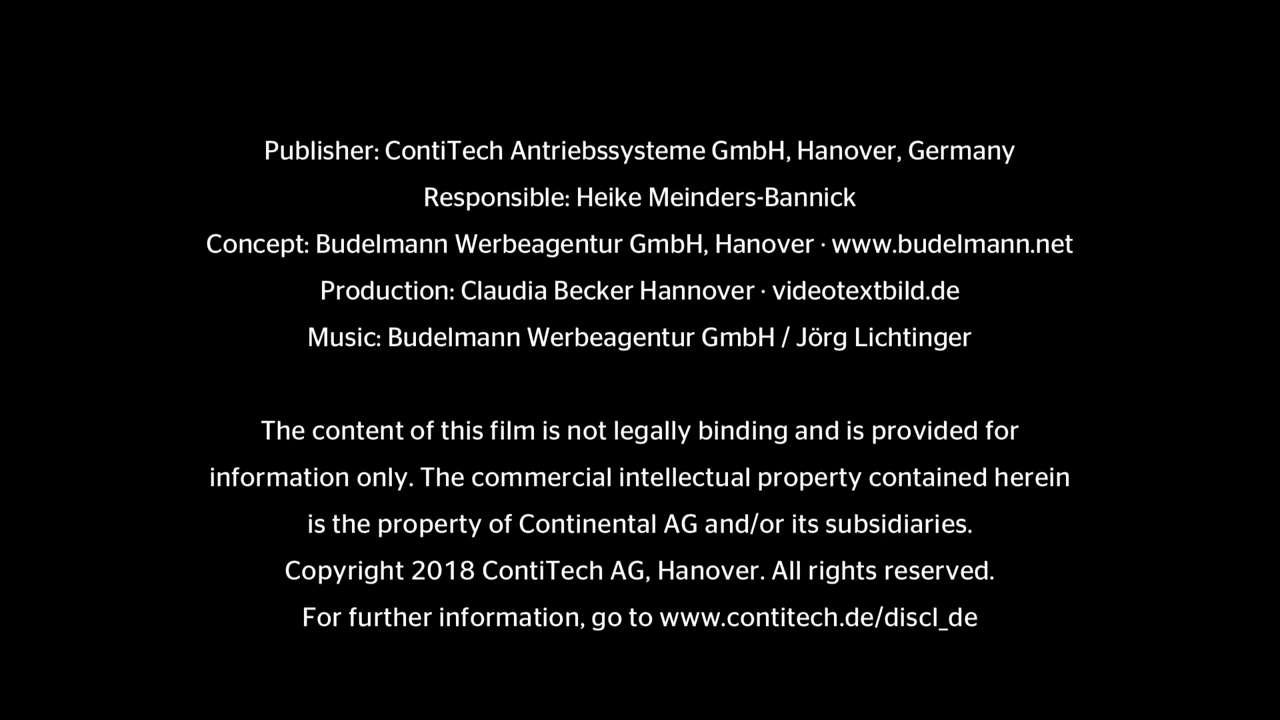 Publisher: ContiTech Antriebssysteme GmbH, Hanover, Germany
Responsible: Heike Meinders-Bannick
Concept: Budelmann Werbeagentur GmbH, Hanover · www.budelmann.net
Production: Claudia Becker Hannover · videotextbild.de
Music: Budelmann Werbeagentur GmbH / Jörg Lichtinger
The content of this film is not legally binding and is provided for
information only. The commercial intellectual property contained herein
is the property of Continental AG and/or its subsidiaries.
Copyright 2018 ContiTech AG, Hanover. All rights reserved.
For further information, go to www.contitech.de/discl_de